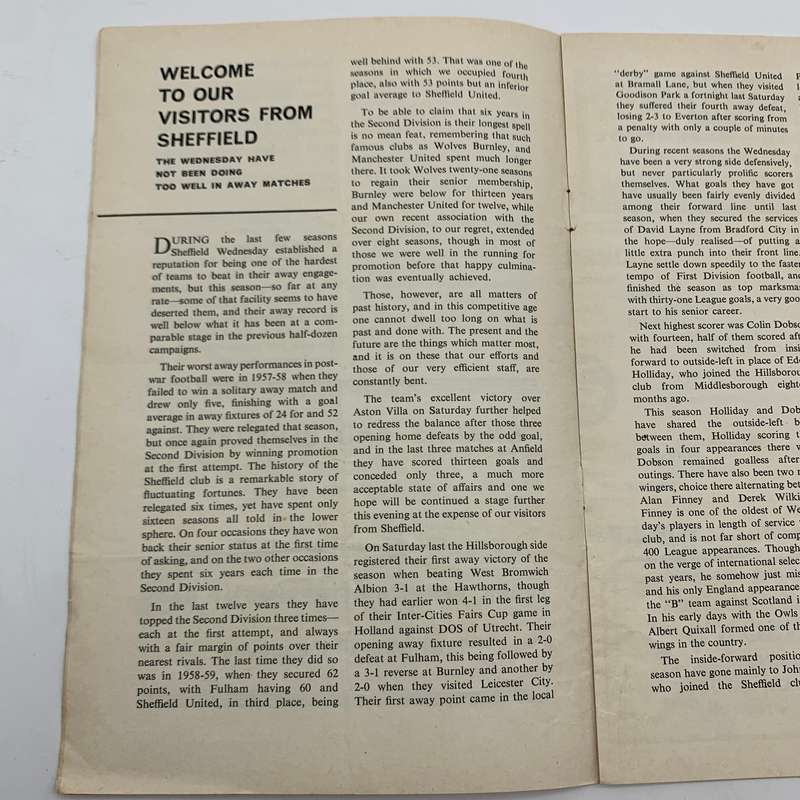 WELCOME
TO OUR
VISITORS FROM
SHEFFIELD
THE WEDNESDAY HAVE
NOT BEEN DOING
TOO WELL IN AWAY MATCHES
DURING the last few seasons
Sheffield Wednesday established a
reputation for being one of the hardest
of teams to beat in their away engage-
ments, but this season—so far at any
rate—some of that facility seems to have
deserted them, and their away record is
well below what it has been at a com-
parable stage in the previous half-dozen
campaigns.
Their worst away performances in post-
war football were in 1957-58 when they
failed to win a solitary away match and
drew only five, finishing with a goal
average in away fixtures of 24 for and 52
against. They were relegated that season,
but once again proved themselves in the
Second Division by winning promotion
at the first attempt. The history of the
Sheffield club is a remarkable story of
fluctuating fortunes. They have been
relegated six times, yet have spent only
sixteen seasons all told in the lower
sphere. On four occasions they have won
back their senior status at the first time
of asking, and on the two other occasions
they spent six years each time in the
Second Division.
In the last twelve years they have
topped the Second Division three times—
each at the first attempt, and always
with a fair margin of points over their
nearest rivals. The last time they did so
was in 1958-59, when they secured 62
points, with Fulham having 60 and
Sheffield United, in third place, being
well behind with 53. That was one of the
seasons in which we occupied fourth
place, also with 53 points but an inferior
goal average to Sheffield United.
To be able to claim that six years in
the Second Division is their longest spell
is no mean feat, remembering that such
famous clubs as Wolves Burnley, and
Manchester United spent much longer
there. It took Wolves twenty-one seasons
to regain their senior membership,
Burnley were below for thirteen years
and Manchester United for twelve, while
our own recent association with the
Second Division, to our regret, extended
over eight seasons, though in most of
those we were well in the running for
promotion before that happy culmina-
tion was eventually achieved.
Those, however, are all matters of
past history, and in this competitive age
one cannot dwell too long on what is
past and done with. The present and the
future are the things which matter most,
and it is on these that our efforts and
those of our very efficient staff, are
constantly bent.
The team's excellent victory over
Aston Villa on Saturday further helped
to redress the balance after those three
opening home defeats by the odd goal,
and in the last three matches at Anfield
they have scored thirteen goals and
conceded only three, a much more
acceptable state of affairs and one we
hope will be continued a stage further
this evening at the expense of our visitors
from Sheffield.
On Saturday last the Hillsborough side
registered their first away victory of the
season when beating West Bromwich
Albion 3-1 at the Hawthorns, though
they had earlier won 4-1 in the first leg
of their Inter-Cities Fairs Cup game in
Holland against DOS of Utrecht. Their
opening away fixture resulted in a 2-0
defeat at Fulham, this being followed by
a 3-1 reverse at Burnley and another by
2-0 when they visited Leicester City.
Their first away point came in the local
"derby" game against Sheffield United
at Bramall Lane, but when they visited
Goodison Park a fortnight last Saturday
they suffered their fourth away defeat,
losing 2-3 to Everton after scoring from
a penalty with only a couple of minutes
to go.
During recent seasons the Wednesday
have been a very strong side defensively,
but never particularly prolific scorers
themselves. What goals they have got
have usually been fairly evenly divided
among their forward line until last
season, when they secured the services
of David Layne from Bradford City in
the hope—duly realised—of putting a
little extra punch into their front line.
Layne settle down speedily to the faster
tempo of First Division football, and
finished the season as top marksma
with thirty-one League goals, a very goo
start to his senior career.
Next highest scorer was Colin Dobso
with fourteen, half of them scored aft
he had been switched from insi
forward to outside-left in place of Ed
Holliday, who joined the Hillsborou
club from Middlesborough eight
months ago.
This season Holliday and Dob
have shared the outside-left b
between them, Holliday scoring t
goals in four appearances there w
Dobson remained goalless after
outings. There have also been two r
wingers, choice there alternating bet
Alan Finney and Derek Wilki
Finney is one of the oldest of We
day's players in length of service
club, and is not far short of comp
400 League appearances. Though
on the verge of international selec
past years, he somehow just mis
and his only England appearance
the "B" team against Scotland i
In his early days with the Owls
Albert Quixall formed one of th
wings in the country.
The inside-forward positio
season have gone mainly to John
who joined the Sheffield clu